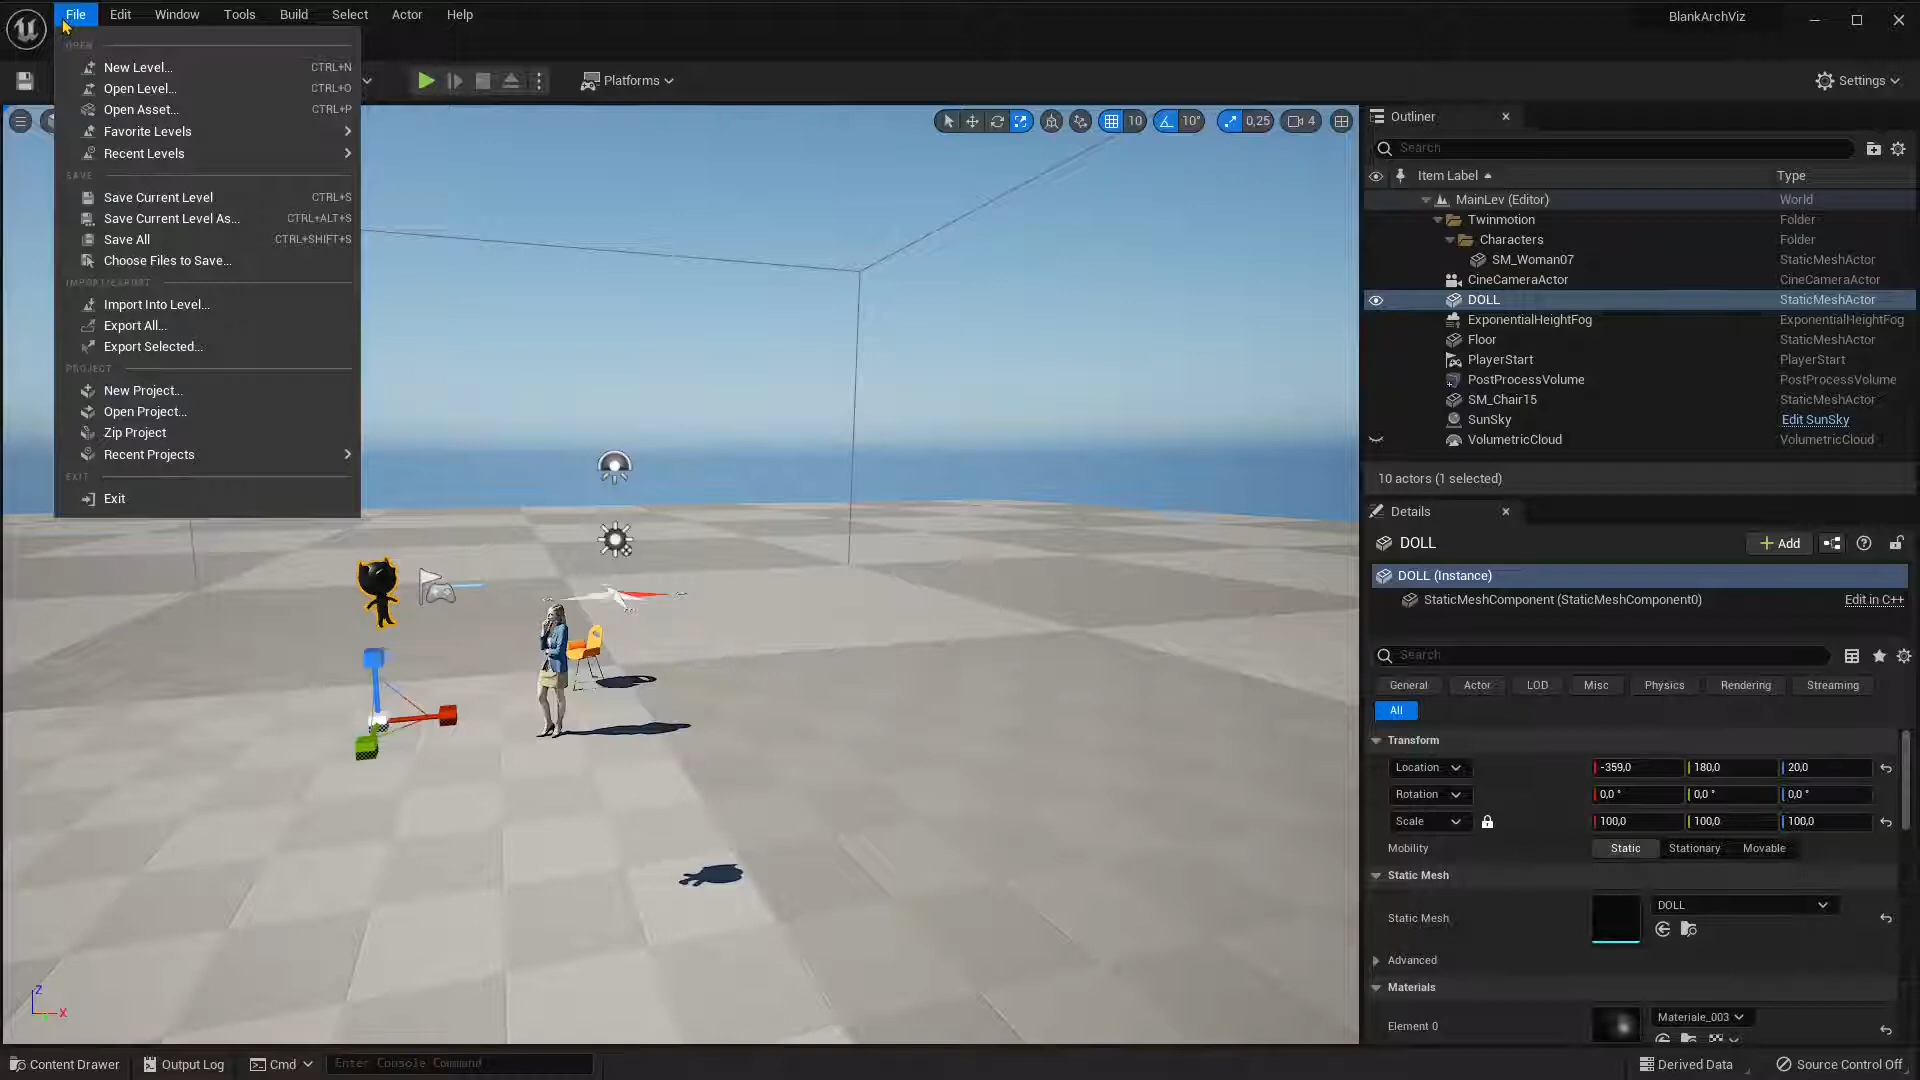 File Edit Window Tools Build Select Actor Help
BlankArchViz
OPEN
New Level... CTRL+N
Open Level... CTRL+O
Open Asset... CTRL+P
Favorite Levels
Recent Levels
SAVE
Save Current Level CTRL+S
Save Current Level As... CTRL+ALT+S
Save All CTRL+SHIFT+S
Choose Files to Save...
IMPORT/EXPORT
Import Into Level...
Export All...
Export Selected...
PROJECT
New Project...
Open Project...
Zip Project
Recent Projects
EXIT
Exit
Platforms
Settings
10 10° 0,25 4
Outliner
Search
Item Label Type
MainLev (Editor) World
Twinmotion Folder
Characters Folder
SM_Woman07 StaticMeshActor
CineCameraActor CineCameraActor
DOLL StaticMeshActor
ExponentialHeightFog ExponentialHeightFog
Floor StaticMeshActor
PlayerStart PlayerStart
PostProcessVolume PostProcessVolume
SM_Chair15 StaticMeshActor
SunSky Edit SunSky
VolumetricCloud VolumetricCloud
10 actors (1 selected)
Details
DOLL Add
DOLL (Instance)
StaticMeshComponent (StaticMeshComponent0) Edit in C++
Search
General Actor LOD Misc Physics Rendering Streaming
All
Transform
Location -359,0 180,0 20,0
Rotation 0,0 ° 0,0 ° 0,0 °
Scale 100,0 100,0 100,0
Mobility Static Stationary Movable
Static Mesh
Static Mesh DOLL
Advanced
Materials
Element 0 Materiale_003
Z
X
Content Drawer Output Log Cmd Enter Console Command
Derived Data Source Control Off